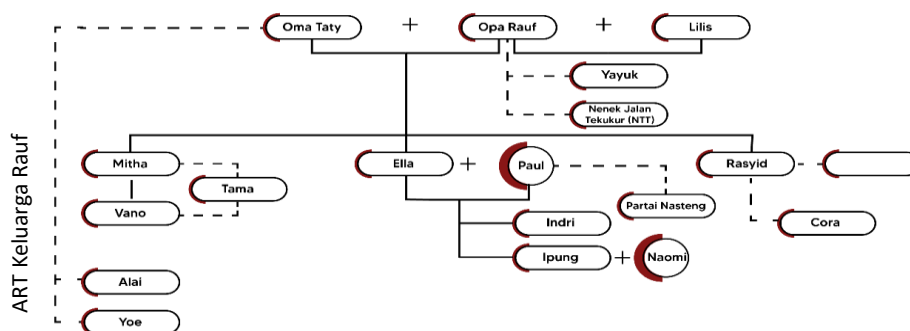 Oma Taty + Opa Rauf + Lilis
Yayuk
Nenek Jalan
Tekukur (NTT)
ART Keluarga Rauf
Mitha
Ella + Paul
Rasyid
Tama
Vano
Partai Nasteng
Indri
Cora
Ipung + Naomi
Alai
Yoe